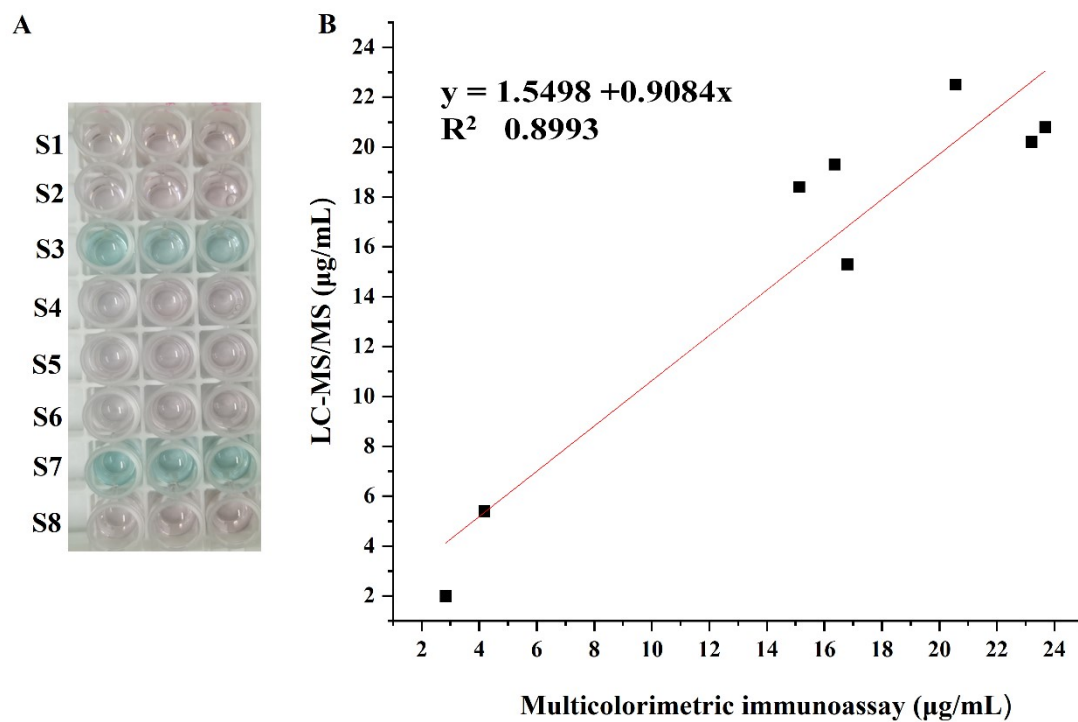 A
S1
S2
S3
S4
S5
S6
S7
S8
B
y = 1.5498 +0.9084x
R² 0.8993
LC-MS/MS (μg/mL)
24
22
20
18
16
14
12
10
8
6
4
2
2 4 6 8 10 12 14 16 18 20 22 24
Multicolorimetric immunoassay (μg/mL)